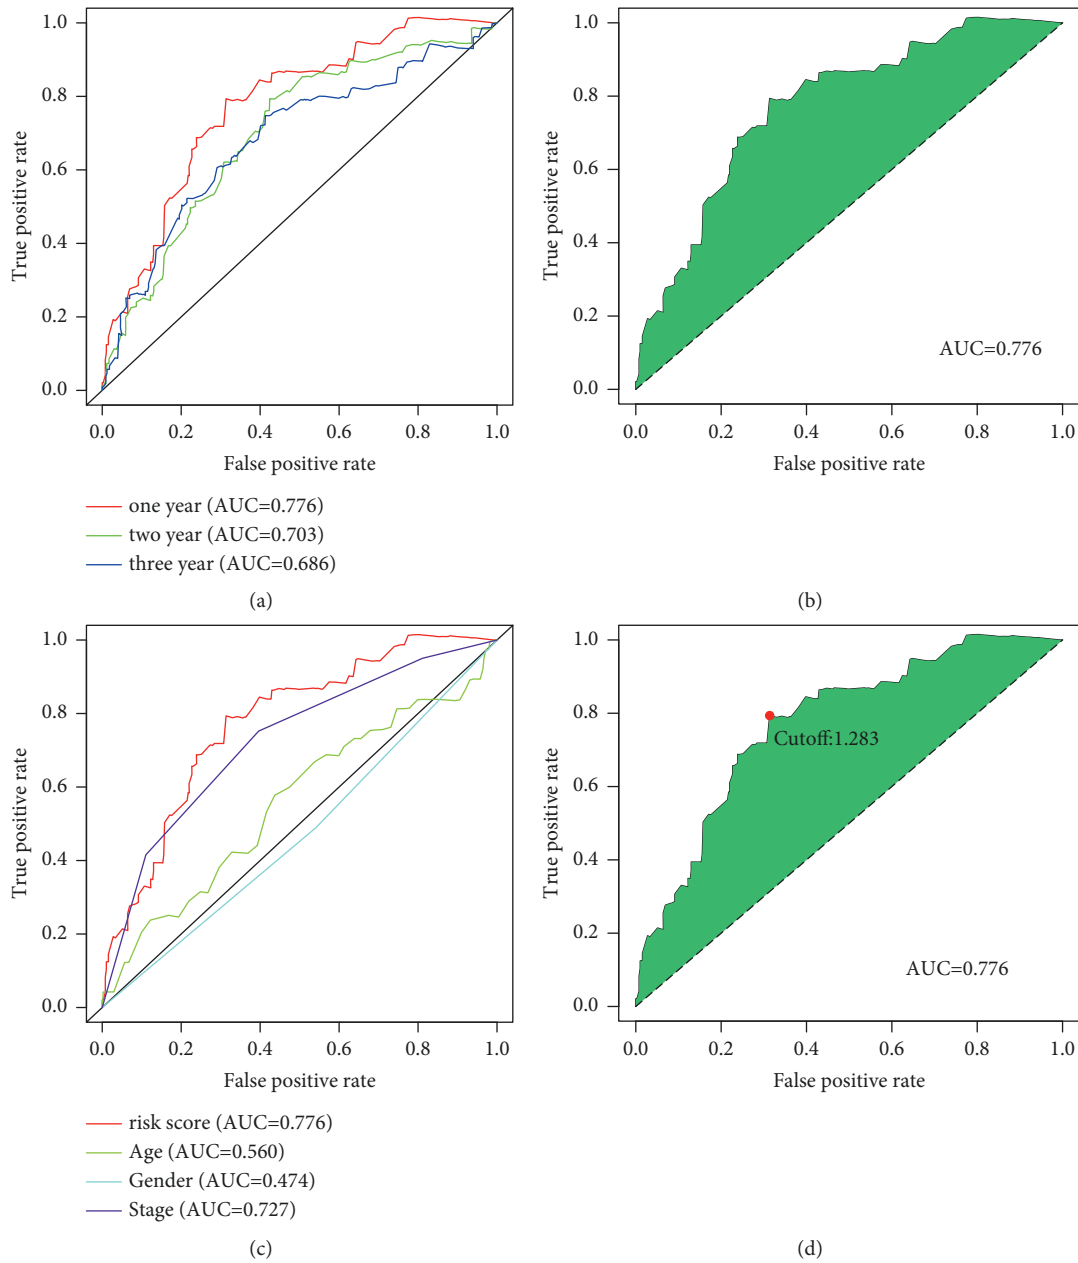 1.0
0.8
0.6
0.4
0.2
0.0
True positive rate
0.0 0.2 0.4 0.6 0.8 1.0
False positive rate
one year (AUC=0.776)
two year (AUC=0.703)
three year (AUC=0.686)
(a)
1.0
0.8
0.6
0.4
0.2
0.0
True positive rate
AUC=0.776
0.0 0.2 0.4 0.6 0.8 1.0
False positive rate
(b)
1.0
0.8
0.6
0.4
0.2
0.0
True positive rate
0.0 0.2 0.4 0.6 0.8 1.0
False positive rate
risk score (AUC=0.776)
Age (AUC=0.560)
Gender (AUC=0.474)
Stage (AUC=0.727)
(c)
1.0
0.8
0.6
0.4
0.2
0.0
True positive rate
Cutoff:1.283
AUC=0.776
0.0 0.2 0.4 0.6 0.8 1.0
False positive rate
(d)